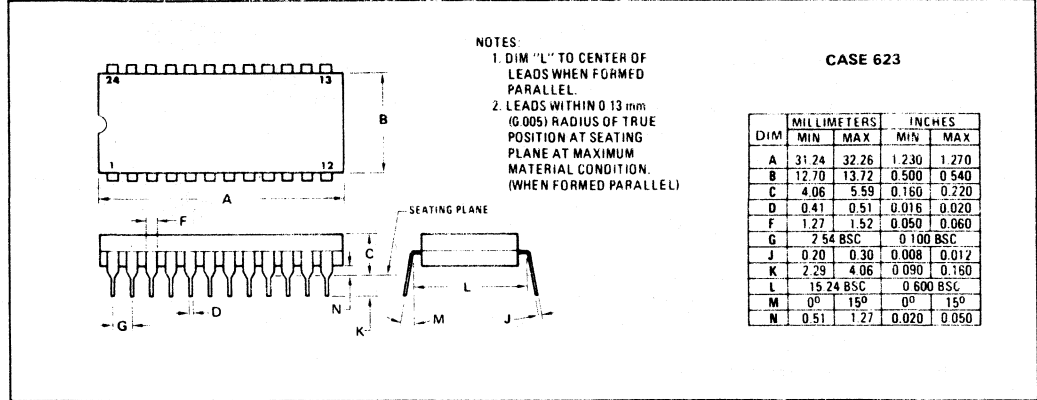 NOTES:
1. DIM "L" TO CENTER OF
LEADS WHEN FORMED
PARALLEL.
2. LEADS WITHIN 0 13 mm
(0.005) RADIUS OF TRUE
POSITION AT SEATING
PLANE AT MAXIMUM
MATERIAL CONDITION.
(WHEN FORMED PARALLEL)
24 13
1 12
B
A
F
SEATING PLANE
C
G
D
N
K
L
M
J
CASE 623
DIM MILLIMETERS INCHES
MIN MAX MIN MAX
A 31.24 32.26 1.230 1.270
B 12.70 13.72 0.500 0 540
C 4.06 5.59 0.160 0.220
D 0.41 0.51 0.016 0.020
F 1.27 1.52 0.050 0.060
G 2 54 BSC 0 100 BSC
J 0.20 0.30 0.008 0.012
K 2.29 4.06 0 090 0.160
L 15.24 BSC 0.600 BSC
M 0º 15º 0º 15º
N 0.51 1.27 0.020 0.050